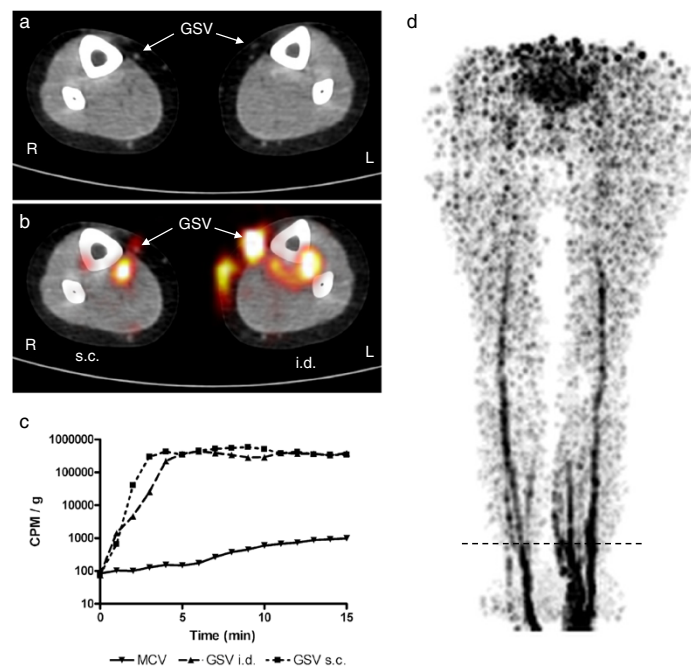 a
GSV
R
L
b
GSV
R
s.c.
i.d.
L
c
CPM / g
1000000
100000
10000
1000
100
10
0
5
10
15
Time (min)
MCV
GSV i.d.
GSV s.c.
d